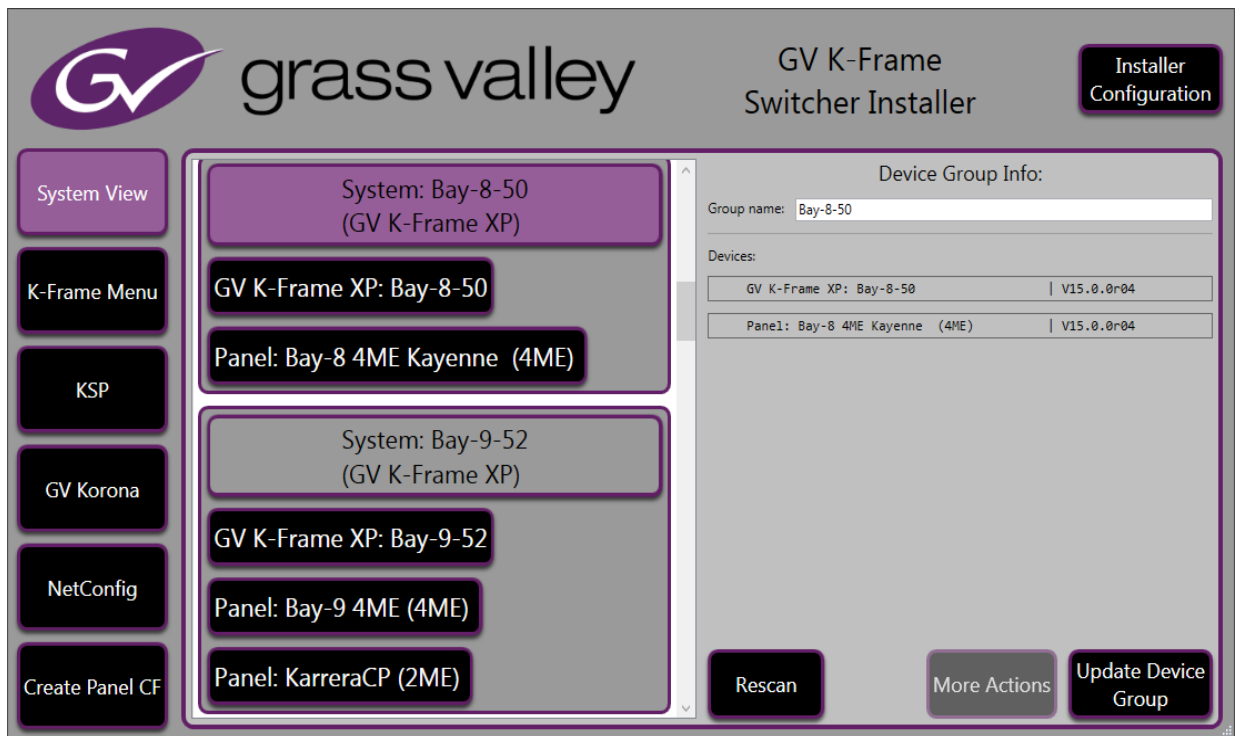 GV grass valley
GV K-Frame
Switcher Installer
Installer
Configuration
System View
K-Frame Menu
KSP
GV Korona
NetConfig
Create Panel CF
System: Bay-8-50
(GV K-Frame XP)
GV K-Frame XP: Bay-8-50
Panel: Bay-8 4ME Kayenne (4ME)
System: Bay-9-52
(GV K-Frame XP)
GV K-Frame XP: Bay-9-52
Panel: Bay-9 4ME (4ME)
Panel: KarreraCP (2ME)
Device Group Info:
Group name: Bay-8-50
Devices:
GV K-Frame XP: Bay-8-50 | V15.0.0r04
Panel: Bay-8 4ME Kayenne (4ME) | V15.0.0r04
Rescan
More Actions
Update Device
Group